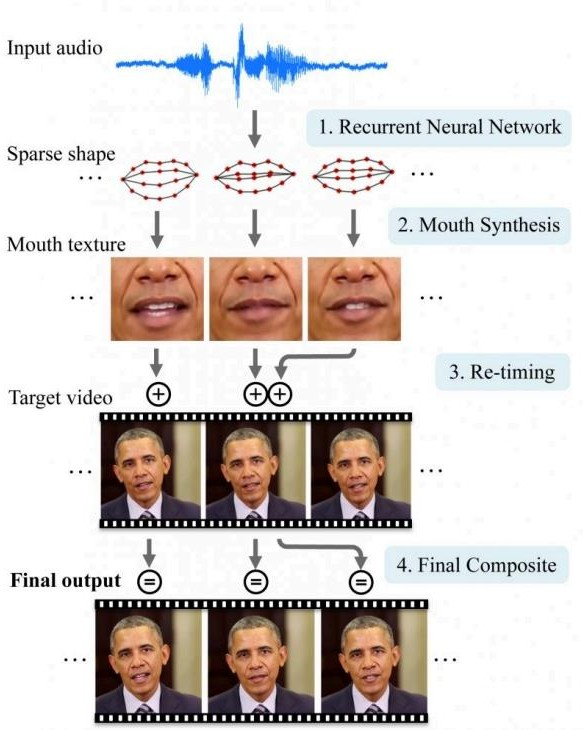 Input audio
1. Recurrent Neural Network
Sparse shape
... ...
2. Mouth Synthesis
Mouth texture
... ...
3. Re-timing
+ + +
Target video
... ...
4. Final Composite
Final output = = =
... ...